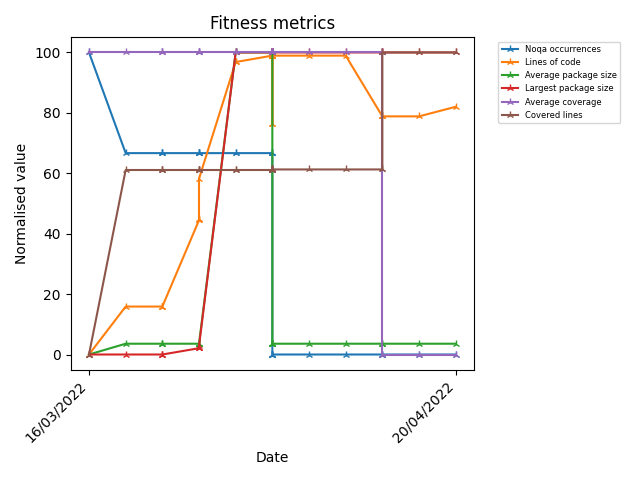 Fitness metrics
Normalised value
100
80
60
40
20
0
16/03/2022
20/04/2022
Date
Noqa occurrences
Lines of code
Average package size
Largest package size
Average coverage
Covered lines